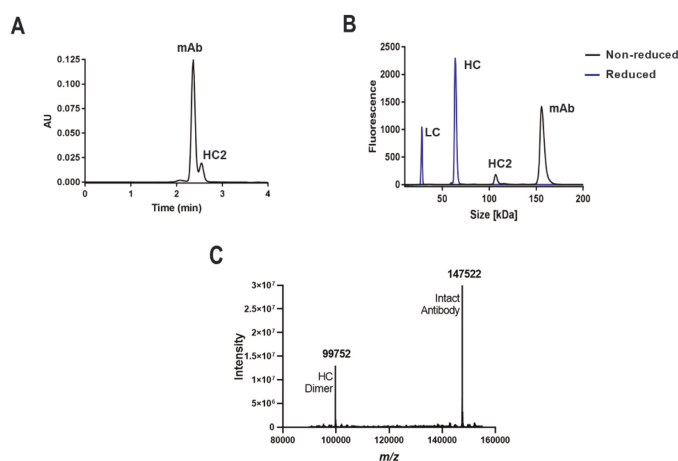 A
mAb
HC2
0.125
0.100
0.075
0.050
0.025
0.000
AU
0 1 2 3 4
Time (min)
B
Non-reduced
Reduced
2500
2000
1500
1000
500
0
Fluorescence
HC
LC
HC2
mAb
50 100 150 200
Size [kDa]
C
147522
Intact
Antibody
99752
HC
Dimer
3×10⁷
2.5×10⁷
2×10⁷
1.5×10⁷
1×10⁷
5×10⁶
0
Intensity
80000 100000 120000 140000 160000
m/z